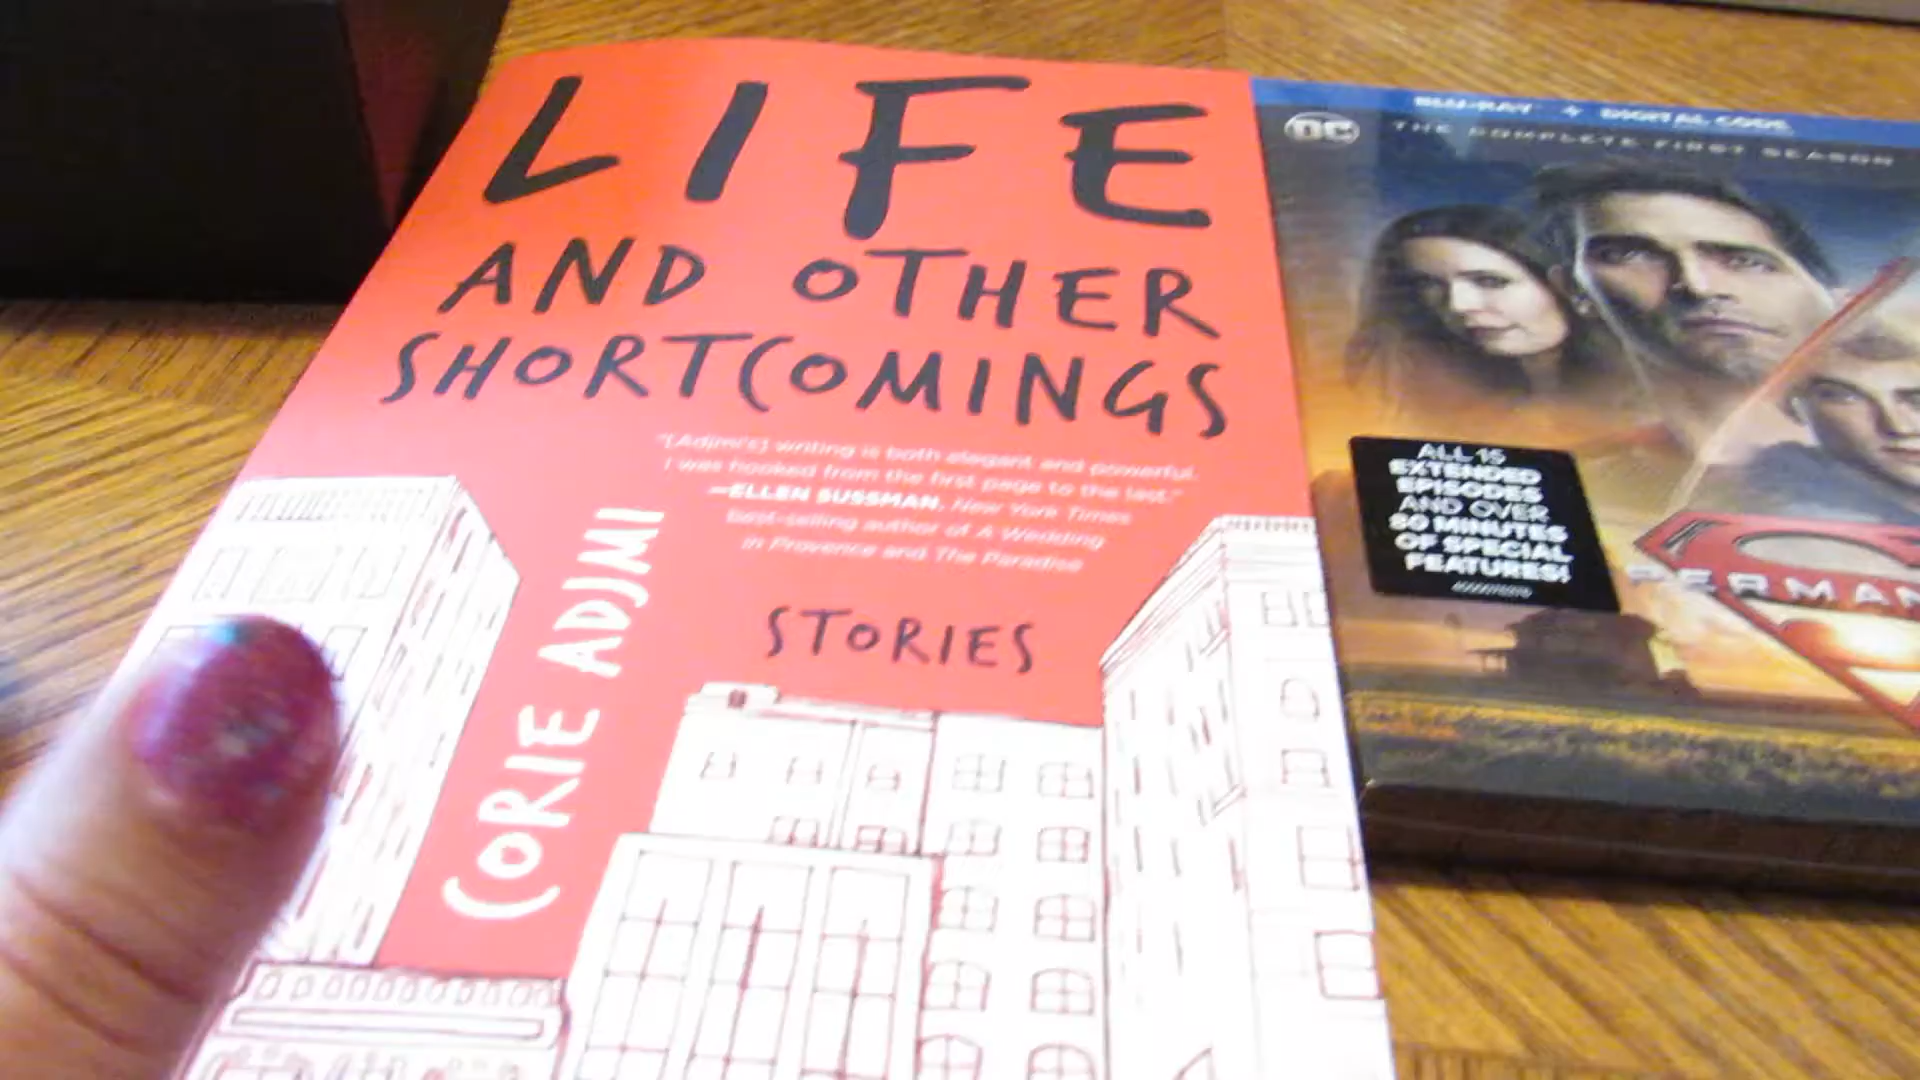 LIFE
AND OTHER
SHORTCOMINGS
"[Adjmi's] writing is both elegant and powerful.
I was hooked from the first page to the last."
—ELLEN SUSSMAN, New York Times
best-selling author of A Wedding
in Provence and The Paradise
STORIES
CORIE ADJMI
BLU-RAY + DIGITAL CODE
DC
THE COMPLETE FIRST SEASON
ALL 15
EXTENDED
EPISODES
AND OVER
80 MINUTES
OF SPECIAL
FEATURES!
PERMAN